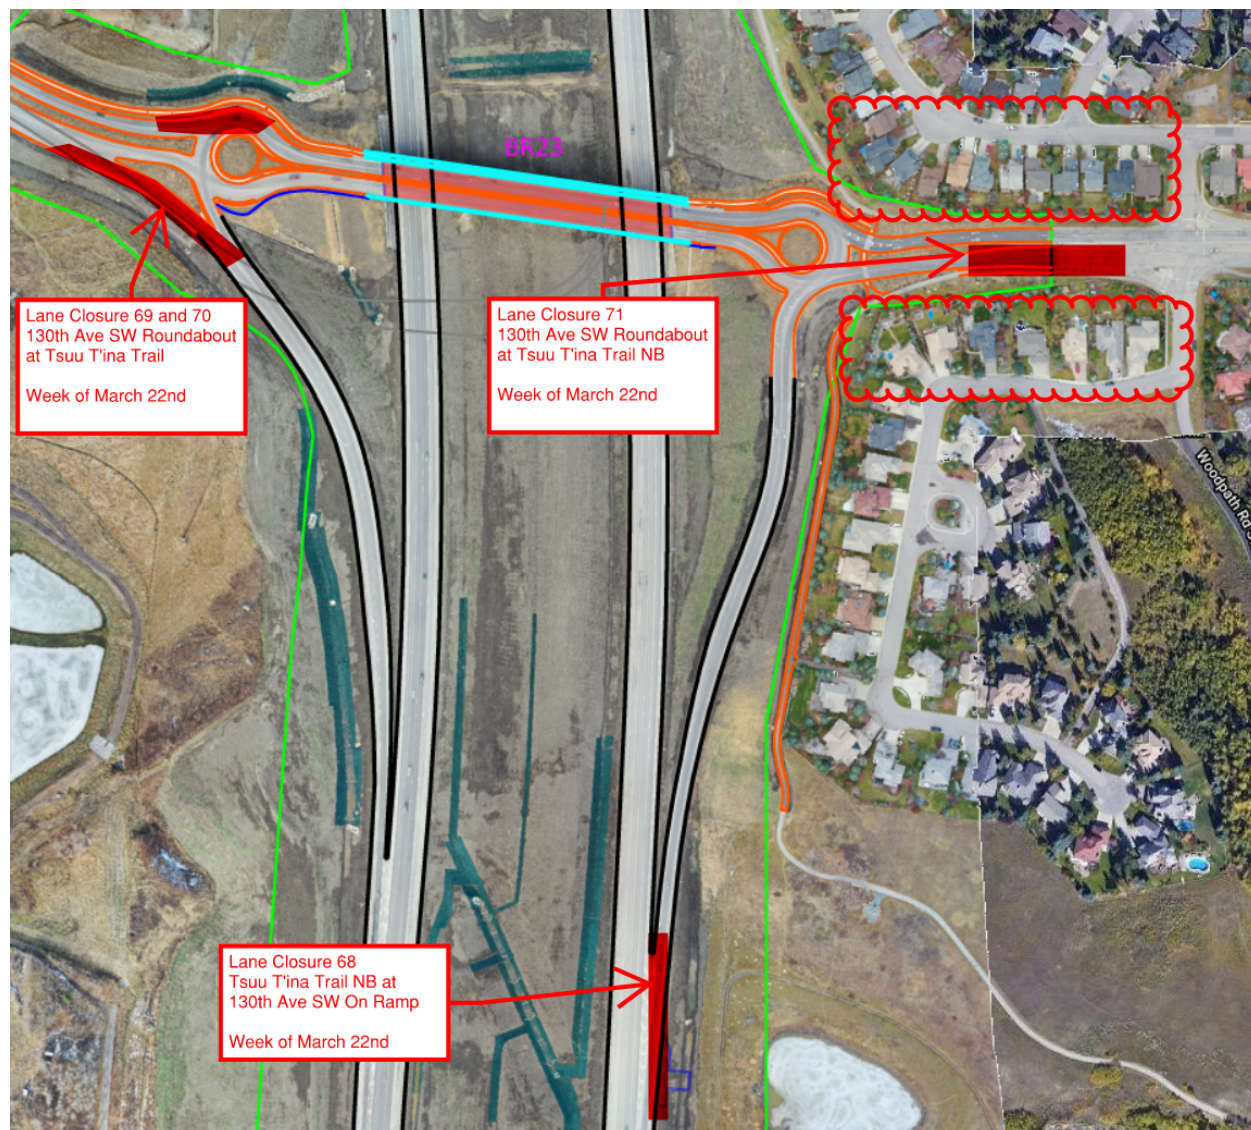 BR23
Lane Closure 69 and 70
130th Ave SW Roundabout
at Tsuu T'ina Trail
Week of March 22nd
Lane Closure 71
130th Ave SW Roundabout
at Tsuu T'ina Trail NB
Week of March 22nd
Woodpath Rd S
Lane Closure 68
Tsuu T'ina Trail NB at
130th Ave SW On Ramp
Week of March 22nd